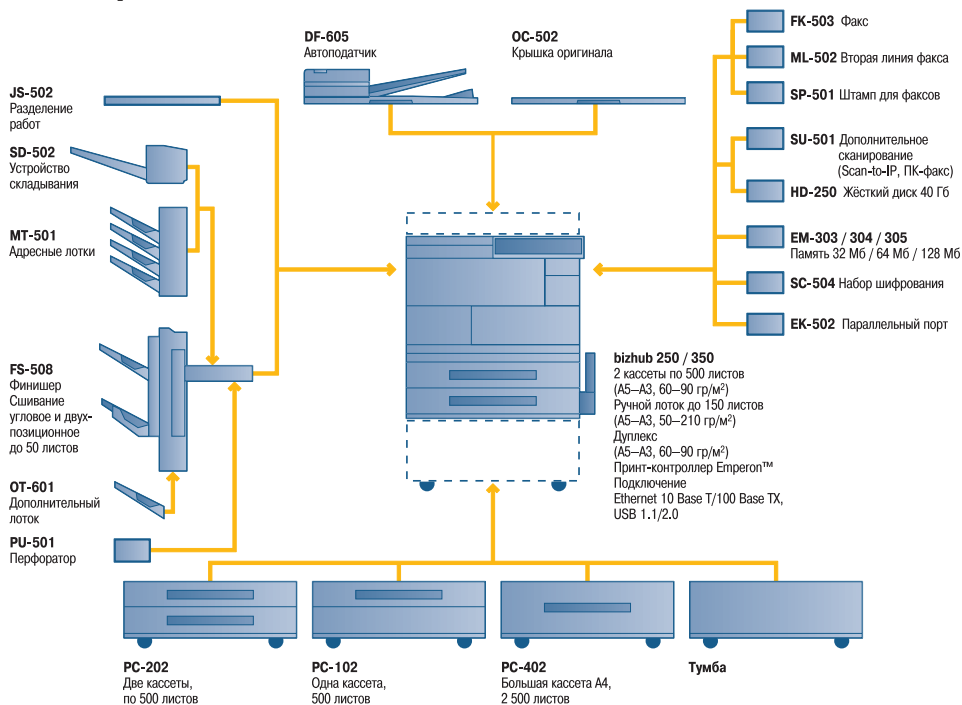 DF-605
Автоподатчик
OC-502
Крышка оригинала
FK-503 Факс
ML-502 Вторая линия факса
SP-501 Штамп для факсов
SU-501 Дополнительное
сканирование
(Scan-to-IP, ПК-факс)
HD-250 Жёсткий диск 40 Гб
EM-303 / 304 / 305
Память 32 Мб / 64 Мб / 128 Мб
SC-504 Набор шифрования
EK-502 Параллельный порт
JS-502
Разделение
работ
SD-502
Устройство
складывания
MT-501
Адресные лотки
FS-508
Финишер
Сшивание
угловое и двух-
позиционное
до 50 листов
OT-601
Дополнительный
лоток
PU-501
Перфоратор
bizhub 250 / 350
2 кассеты по 500 листов
(A5–A3, 60–90 гр/м²)
Ручной лоток до 150 листов
(A5–A3, 50–210 гр/м²)
Дуплекс
(A5–A3, 60–90 гр/м²)
Принт-контроллер Emperon™
Подключение
Ethernet 10 Base T/100 Base TX,
USB 1.1/2.0
PC-202
Две кассеты,
по 500 листов
PC-102
Одна кассета,
500 листов
PC-402
Большая кассета А4,
2 500 листов
Тумба